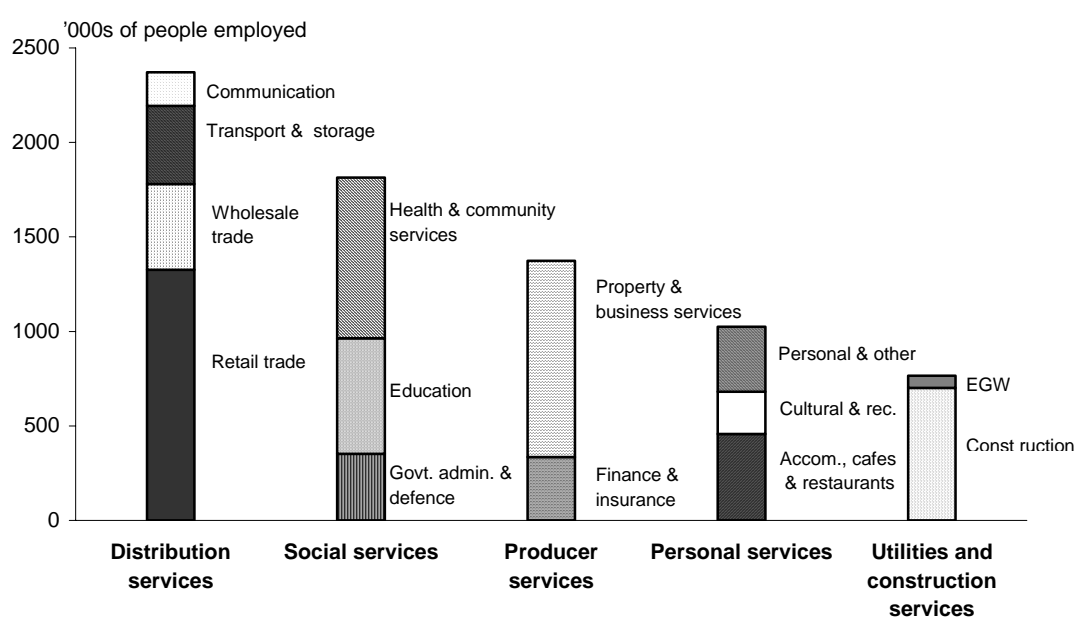 '000s of people employed
2500
2000
1500
1000
500
0
Communication
Transport & storage
Wholesale
trade
Retail trade
Health & community
services
Education
Govt. admin. &
defence
Property &
business services
Finance &
insurance
Personal & other
Cultural & rec.
Accom., cafes
& restaurants
EGW
Const ruction
Distribution
services
Social services
Producer
services
Personal services
Utilities and
construction
services